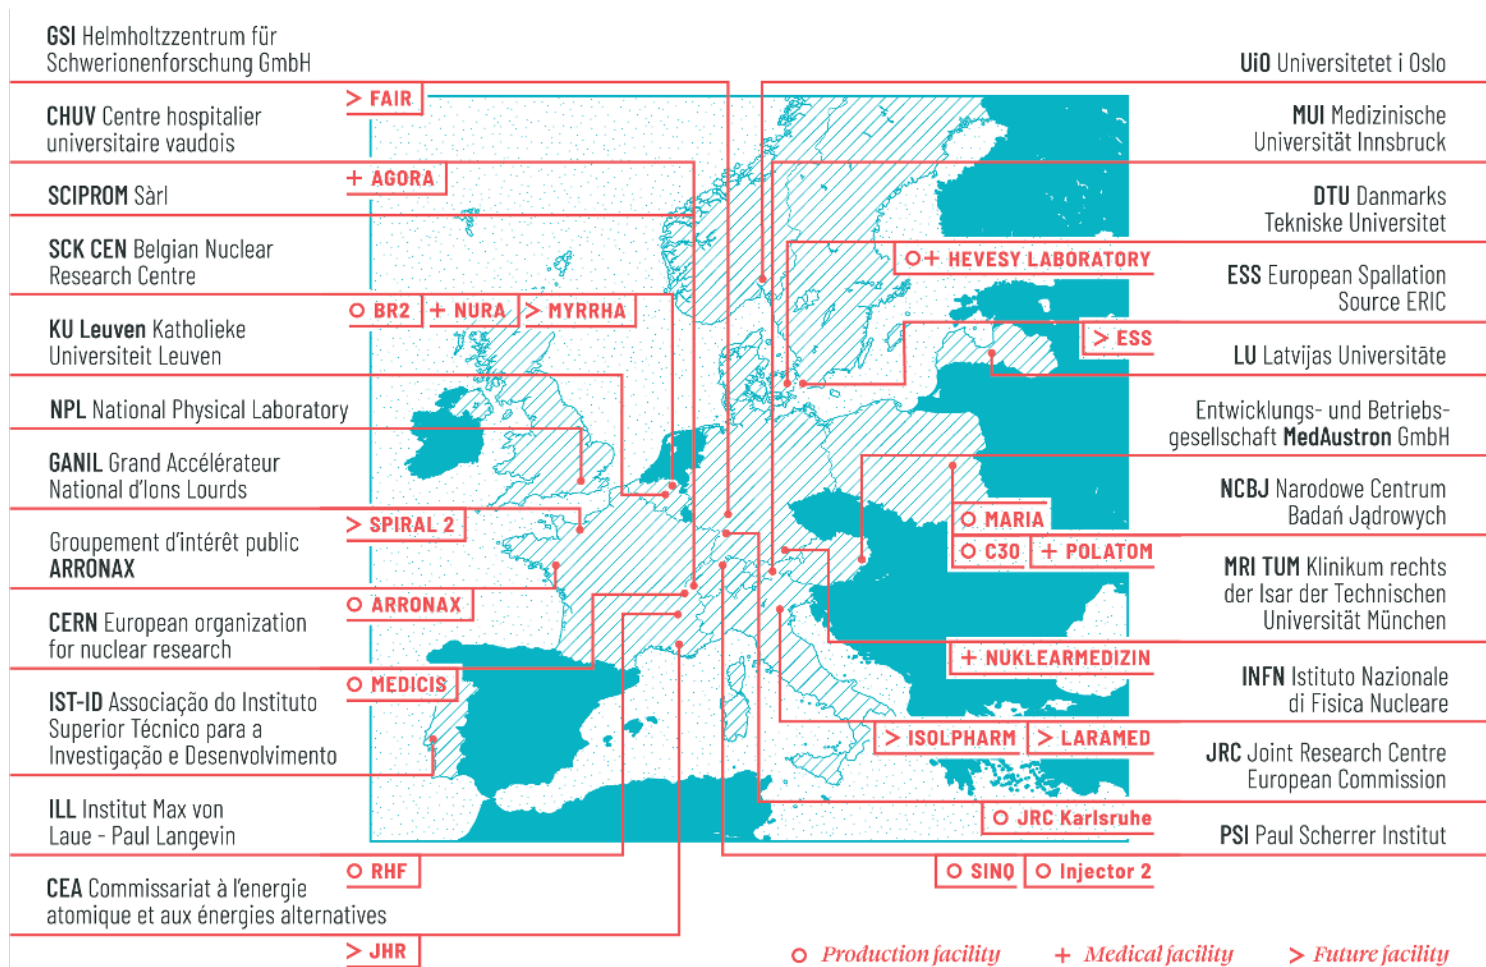 GSI Helmholtzzentrum für
Schwerionenforschung GmbH
> FAIR
CHUV Centre hospitalier
universitaire vaudois
+ AGORA
SCIPROM Sàrl
SCK CEN Belgian Nuclear
Research Centre
O BR2 + NURA > MYRRHA
KU Leuven Katholieke
Universiteit Leuven
NPL National Physical Laboratory
GANIL Grand Accélérateur
National d'Ions Lourds
> SPIRAL 2
Groupement d'intérêt public
ARRONAX
O ARRONAX
CERN European organization
for nuclear research
O MEDICIS
IST-ID Associação do Instituto
Superior Técnico para a
Investigação e Desenvolvimento
ILL Institut Max von
Laue - Paul Langevin
O RHF
CEA Commissariat à l'energie
atomique et aux énergies alternatives
> JHR
UiO Universitetet i Oslo
MUI Medizinische
Universität Innsbruck
DTU Danmarks
Tekniske Universitet
O+ HEVESY LABORATORY
ESS European Spallation
Source ERIC
> ESS
LU Latvijas Universitāte
Entwicklungs- und Betriebs-
gesellschaft MedAustron GmbH
NCBJ Narodowe Centrum
Badań Jądrowych
O MARIA
O C30 + POLATOM
MRI TUM Klinikum rechts
der Isar der Technischen
Universität München
+ NUKLEARMEDIZIN
INFN Istituto Nazionale
di Fisica Nucleare
> ISOLPHARM > LARAMED
JRC Joint Research Centre
European Commission
O JRC Karlsruhe
PSI Paul Scherrer Institut
O SINQ O Injector 2
O Production facility + Medical facility > Future facility